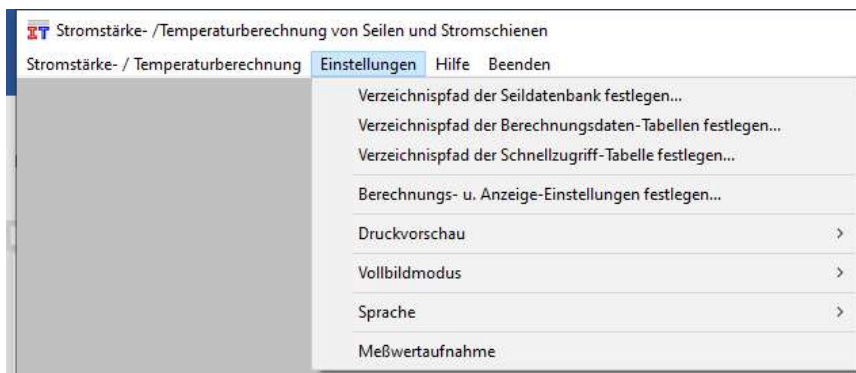 IT Stromstärke- /Temperaturberechnung von Seilen und Stromschienen
Stromstärke- / Temperaturberechnung Einstellungen Hilfe Beenden
Verzeichnispfad der Seildatenbank festlegen...
Verzeichnispfad der Berechnungsdaten-Tabellen festlegen...
Verzeichnispfad der Schnellzugriff-Tabelle festlegen...
Berechnungs- u. Anzeige-Einstellungen festlegen...
Druckvorschau
Vollbildmodus
Sprache
Meßwertaufnahme